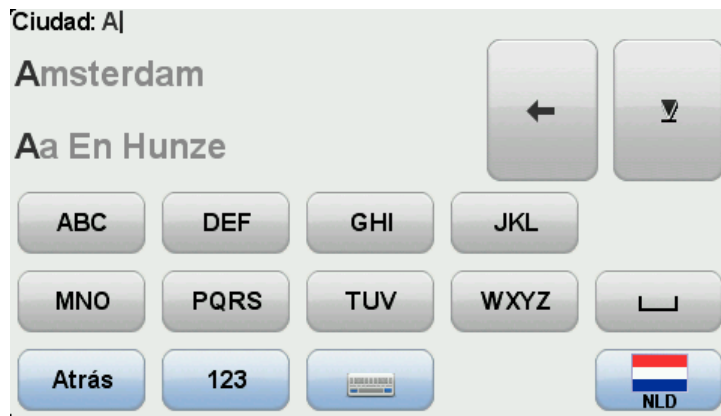 Ciudad: A
Amsterdam
Aa En Hunze
ABC DEF GHI JKL
MNO PQRS TUV WXYZ
Atrás 123 NLD